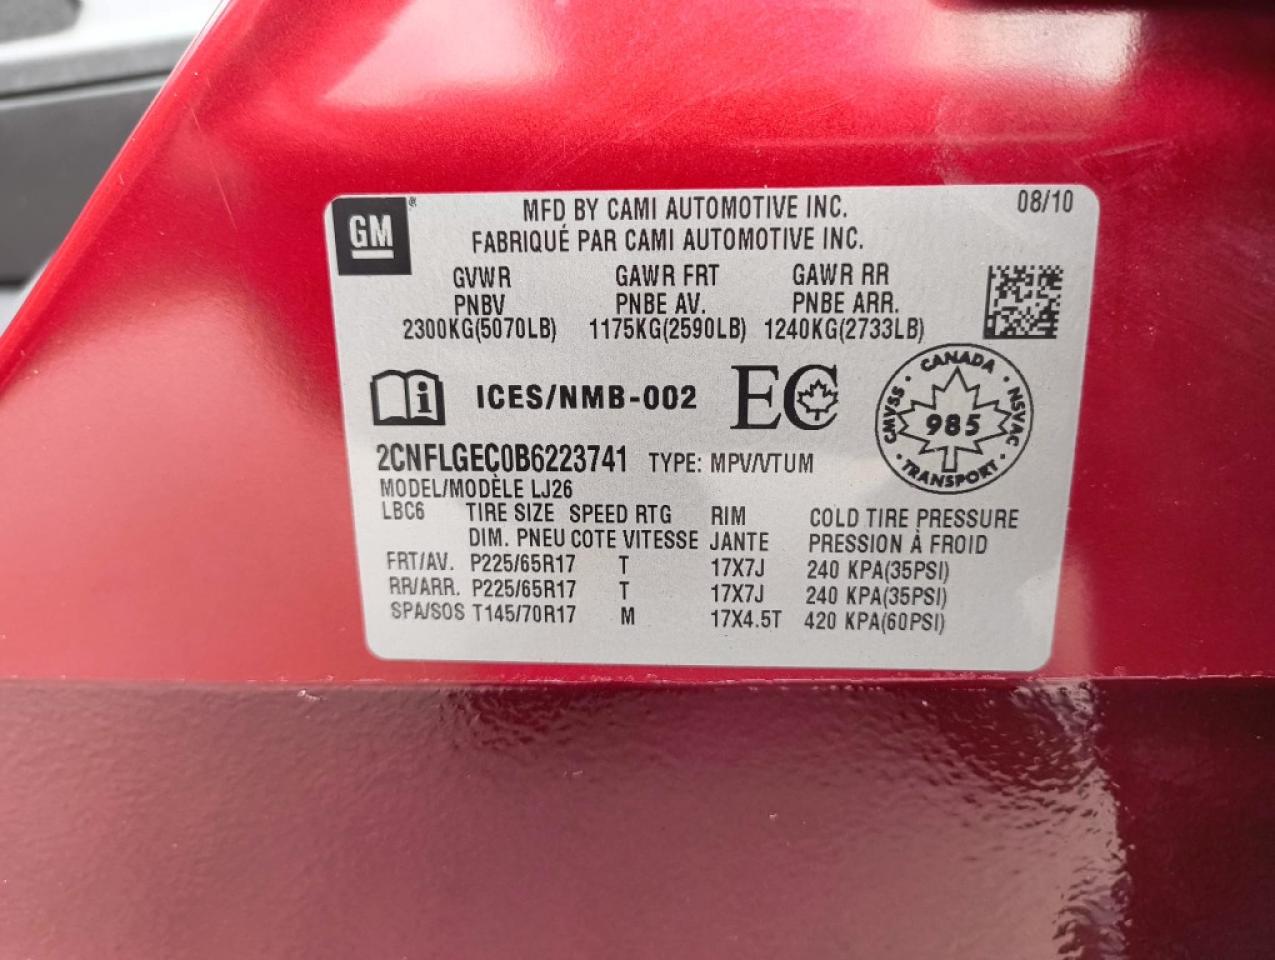 GM®
MFD BY CAMI AUTOMOTIVE INC. 08/10
FABRIQUÉ PAR CAMI AUTOMOTIVE INC.
GVWR GAWR FRT GAWR RR
PNBV PNBE AV. PNBE ARR.
2300KG(5070LB) 1175KG(2590LB) 1240KG(2733LB)
i ICES/NMB-002 EC
CANADA
CMVSS 985 NSVAC
TRANSPORT
2CNFLGEC0B6223741 TYPE: MPV/VTUM
MODEL/MODÈLE LJ26
LBC6 TIRE SIZE SPEED RTG RIM COLD TIRE PRESSURE
DIM. PNEU COTE VITESSE JANTE PRESSION À FROID
FRT/AV. P225/65R17 T 17X7J 240 KPA(35PSI)
RR/ARR. P225/65R17 T 17X7J 240 KPA(35PSI)
SPA/SOS T145/70R17 M 17X4.5T 420 KPA(60PSI)